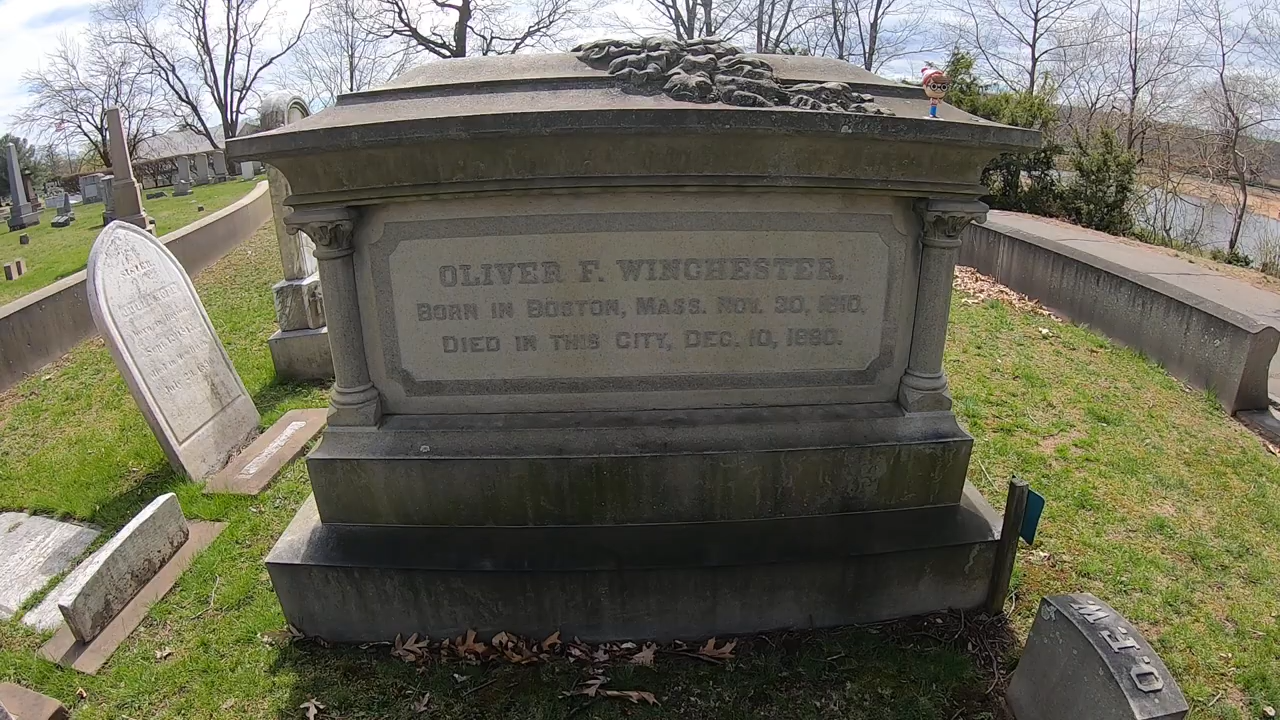 OLIVER F. WINCHESTER,
BORN IN BOSTON, MASS. NOV. 30, 1810,
DIED IN THIS CITY, DEC. 10, 1880.
O.F.W.